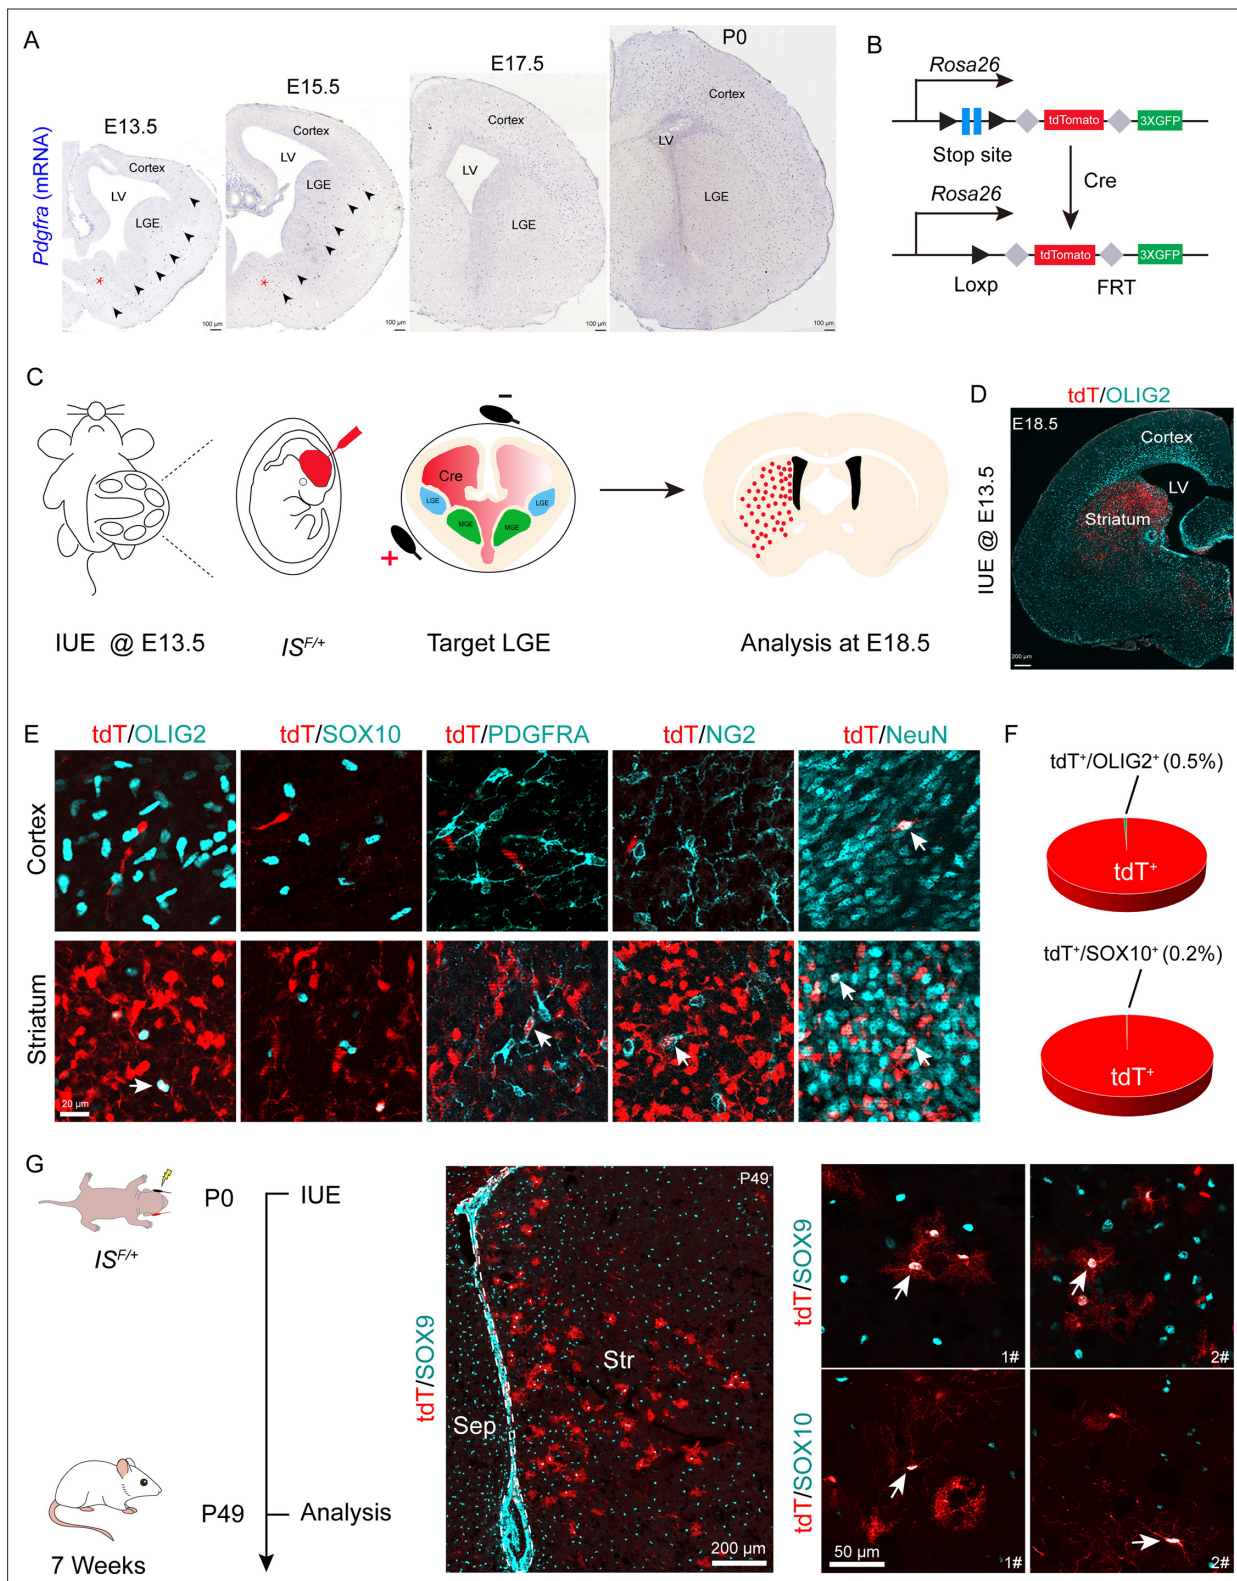 A
Pdgfra (mRNA)
E13.5
Cortex
LV
LGE
100 µm
E15.5
Cortex
LV
LGE
100 µm
E17.5
Cortex
LV
LGE
100 µm
P0
Cortex
LV
LGE
100 µm
B
Rosa26
tdTomato
3XGFP
Stop site
Cre
Rosa26
tdTomato
3XGFP
Loxp
FRT
C
IUE @ E13.5
IS^F/+
−
Cre
LGE
LGE
MGE
MGE
+
Target LGE
Analysis at E18.5
D
tdT/OLIG2
IUE @ E13.5
E18.5
Cortex
LV
Striatum
200 µm
E
tdT/OLIG2
tdT/SOX10
tdT/PDGFRA
tdT/NG2
tdT/NeuN
Cortex
Striatum
20 µm
F
tdT⁺/OLIG2⁺ (0.5%)
tdT⁺
tdT⁺/SOX10⁺ (0.2%)
tdT⁺
G
IS^F/+
P0
IUE
P49
Analysis
7 Weeks
tdT/SOX9
P49
Str
Sep
200 µm
tdT/SOX9
1#
2#
tdT/SOX10
50 µm
1#
2#